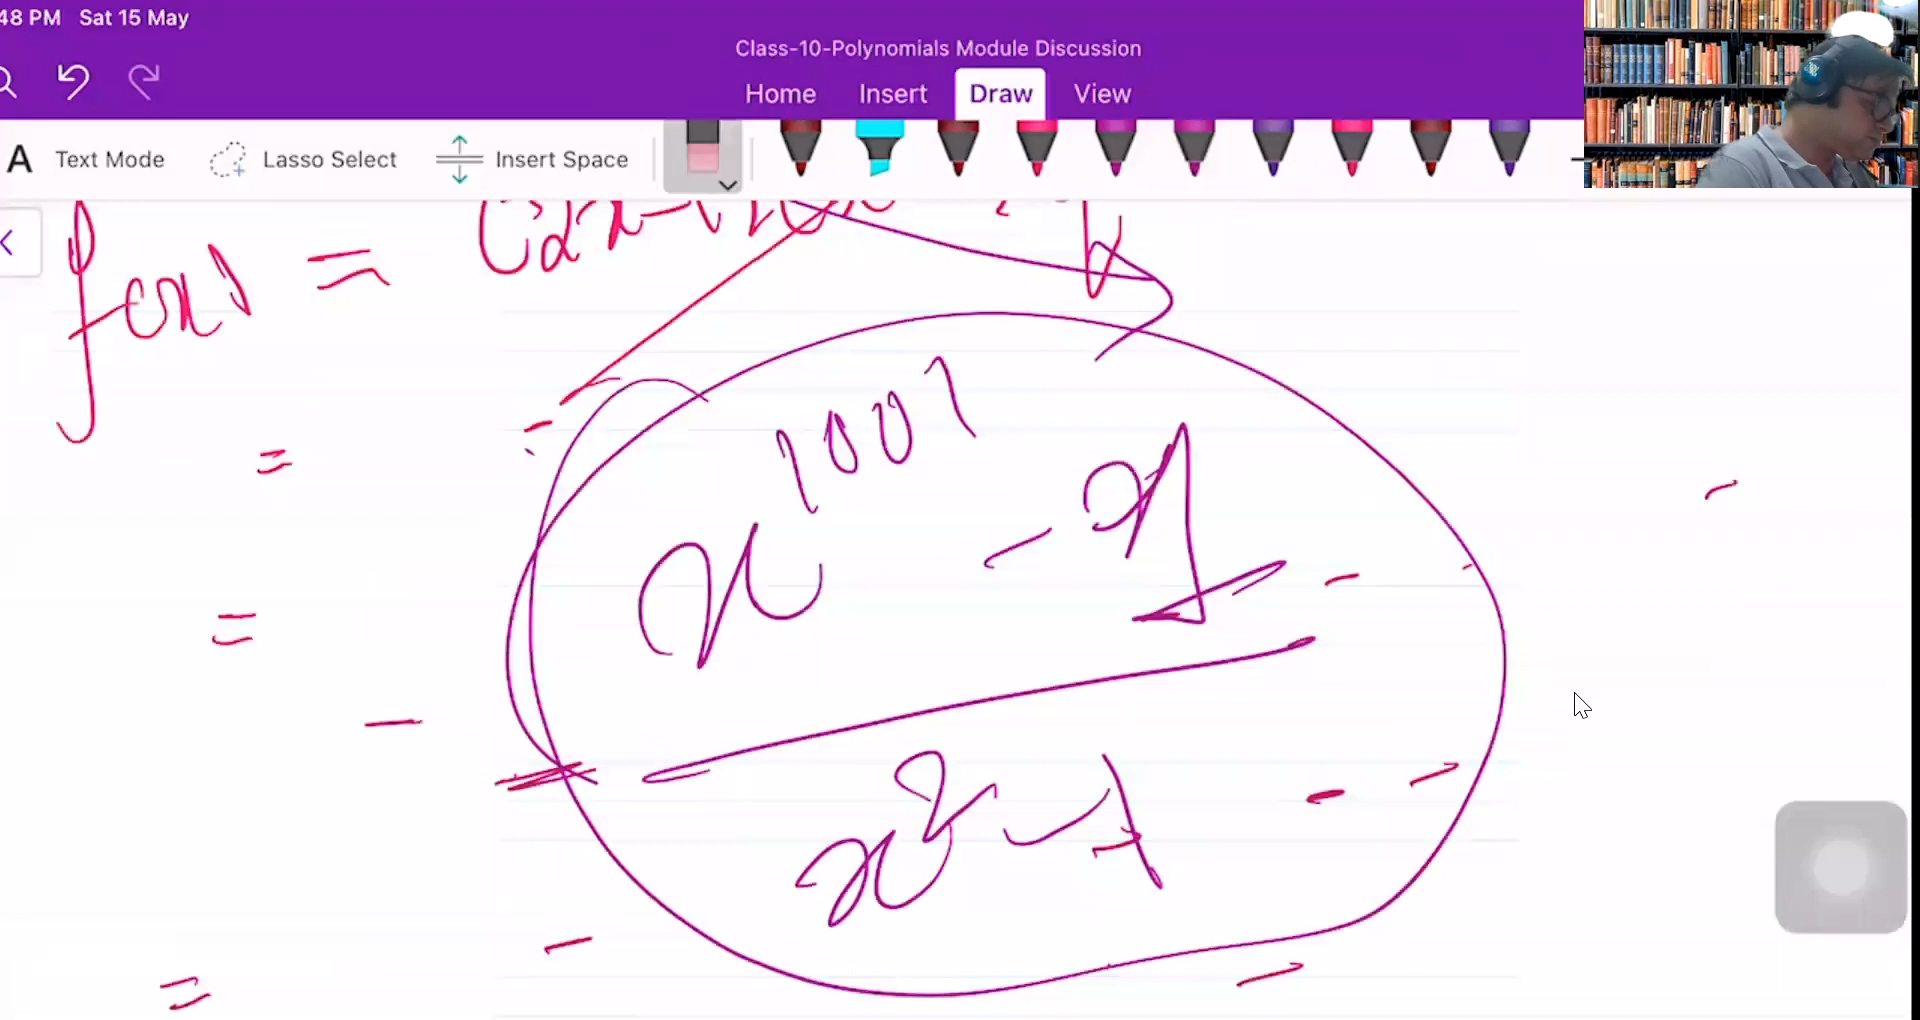 48 PM Sat 15 May
Class-10-Polynomials Module Discussion
Home Insert Draw View
A Text Mode Lasso Select Insert Space
f(x) =
x^1001 - 1
x^2 - 1